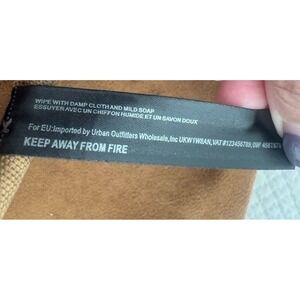 WIPE WITH DAMP CLOTH AND MILD SOAP
ESSUYER AVEC UN CHIFFON HUMIDE ET UN SAVON DOUX
For EU:Imported by Urban Outfitters Wholesale,Inc UKW1W8AN,VAT#123456789,
KEEP AWAY FROM FIRE